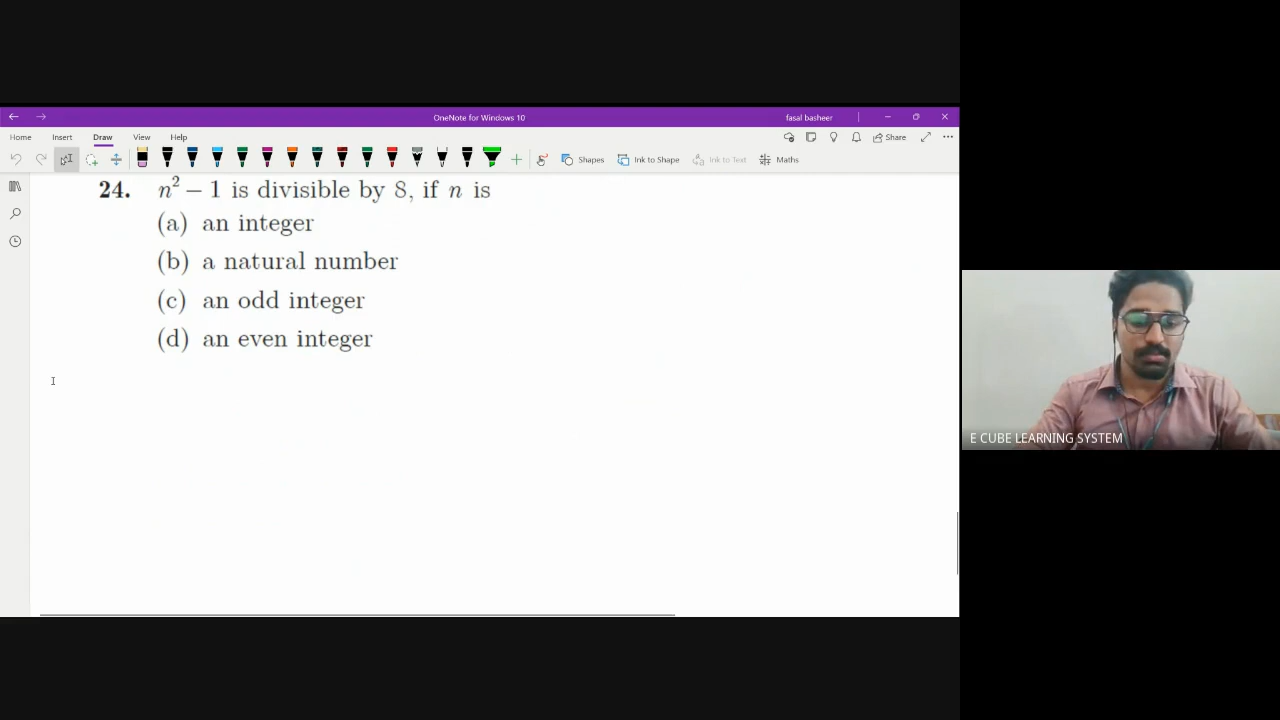 OneNote for Windows 10
fasal basheer
Home Insert Draw View Help
Share
Shapes Ink to Shape Ink to Text Maths
24. n² − 1 is divisible by 8, if n is
(a) an integer
(b) a natural number
(c) an odd integer
(d) an even integer
E CUBE LEARNING SYSTEM